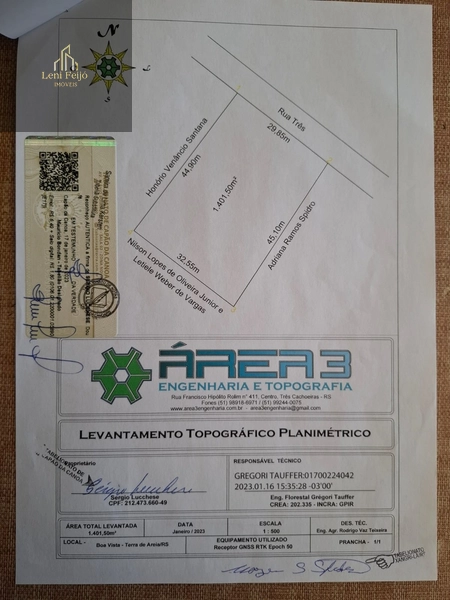 N
Leni Feijó
IMÓVEIS
L
S
Rua Três
29,85m
Honório Venâncio Santana
44,90m
1.401,50m²
45,10m
Adriana Ramos Spidro
32,55m
Nilson Lopes de Oliveira Junior e
Letiele Weber de Vargas
ÁREA 3
ENGENHARIA E TOPOGRAFIA
Rua Francisco Hipólito Rolim n° 411, Centro, Três Cachoeiras - RS
Fones (51) 98918-6971 / (51) 99244-0075
www.area3engenharia.com.br - area3engenharia@gmail.com
LEVANTAMENTO TOPOGRÁFICO PLANIMÉTRICO
Proprietário
Sérgio Lucchese
CPF: 212.473.660-49
RESPONSÁVEL TÉCNICO
GREGORI TAUFFER:01700224042
2023.01.16 15:35:28 -03'00'
Eng. Florestal Grégori Tauffer
CREA: 202.335 - INCRA: GPIR
ÁREA TOTAL LEVANTADA
1.401,50m²
DATA
Janeiro / 2023
ESCALA
1 : 500
DES. TÉC.
Eng. Agr. Rodrigo Vaz Teixeira
LOCAL - Boa Vista - Terra de Areia/RS
EQUIPAMENTO UTILIZADO
Receptor GNSS RTK Epoch 50
PRANCHA - 1/1